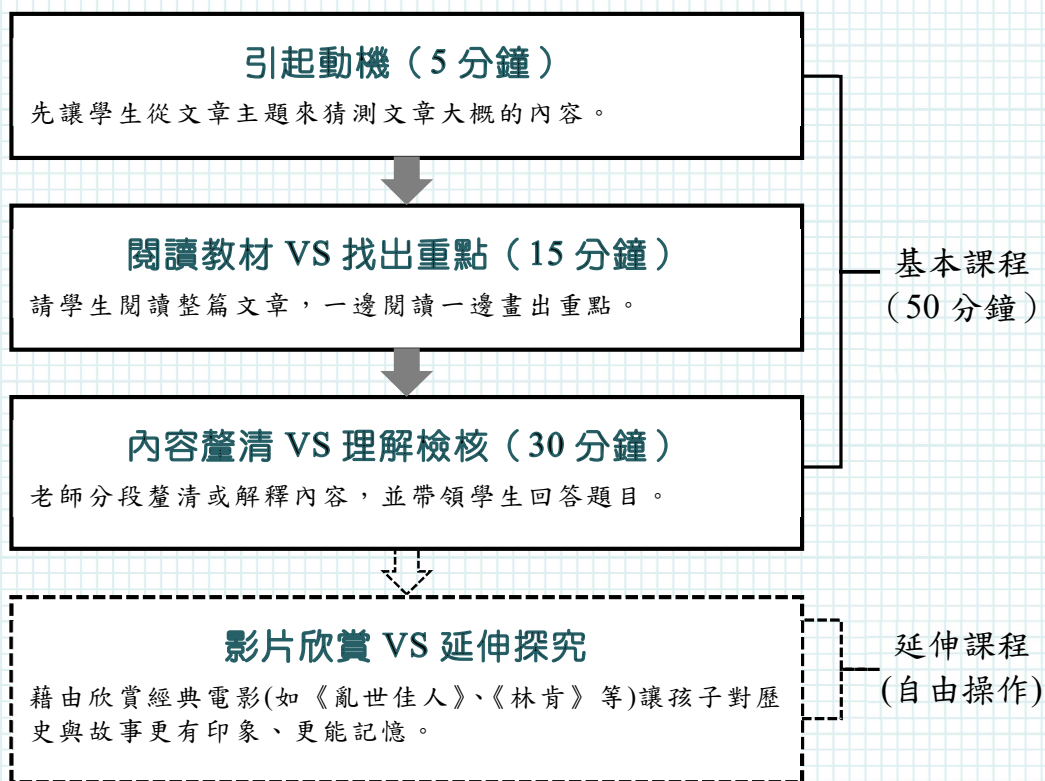 引起動機（5 分鐘）
先讓學生從文章主題來猜測文章大概的內容。
閱讀教材 VS 找出重點（15 分鐘）
請學生閱讀整篇文章，一邊閱讀一邊畫出重點。
內容釐清 VS 理解檢核（30 分鐘）
老師分段釐清或解釋內容，並帶領學生回答題目。
基本課程
（50 分鐘）
影片欣賞 VS 延伸探究
藉由欣賞經典電影(如《亂世佳人》、《林肯》等)讓孩子對歷
史與故事更有印象、更能記憶。
延伸課程
(自由操作)